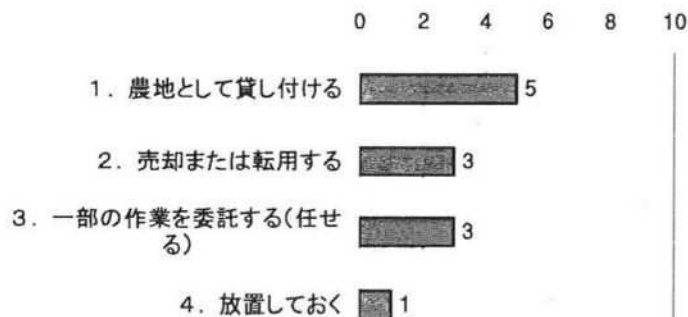 0 2 4 6 8 10
1. 農地として貸し付ける 5
2. 売却または転用する 3
3. 一部の作業を委託する(任せ
る) 3
4. 放置しておく 1